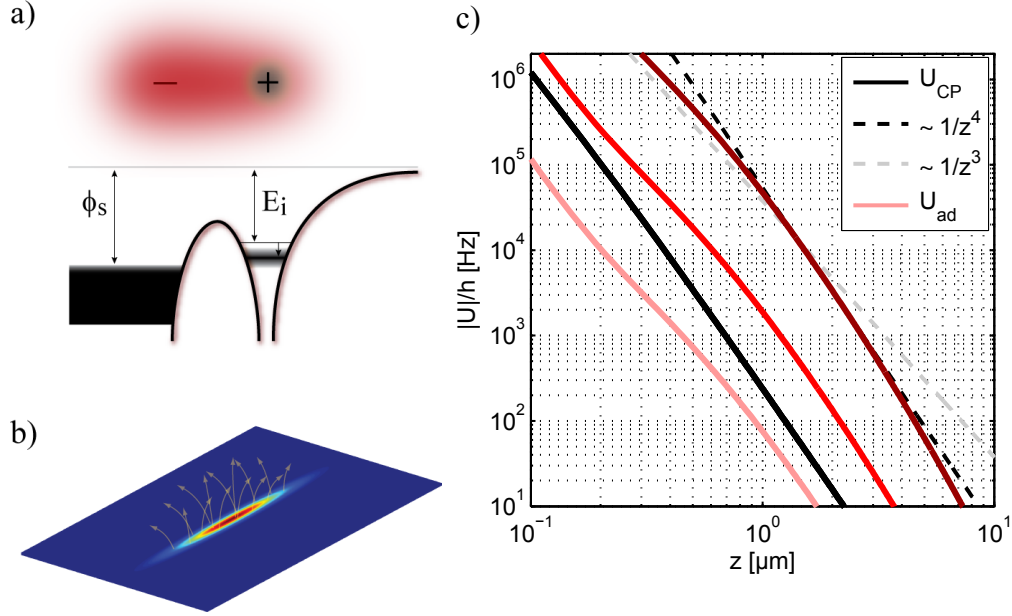 a)
−
+
ϕs
Ei
b)
c)
|U|/h [Hz]
10^6
10^5
10^4
10^3
10^2
10^1
10^−1
10^0
10^1
z [µm]
U_CP
~ 1/z^4
~ 1/z^3
U_ad